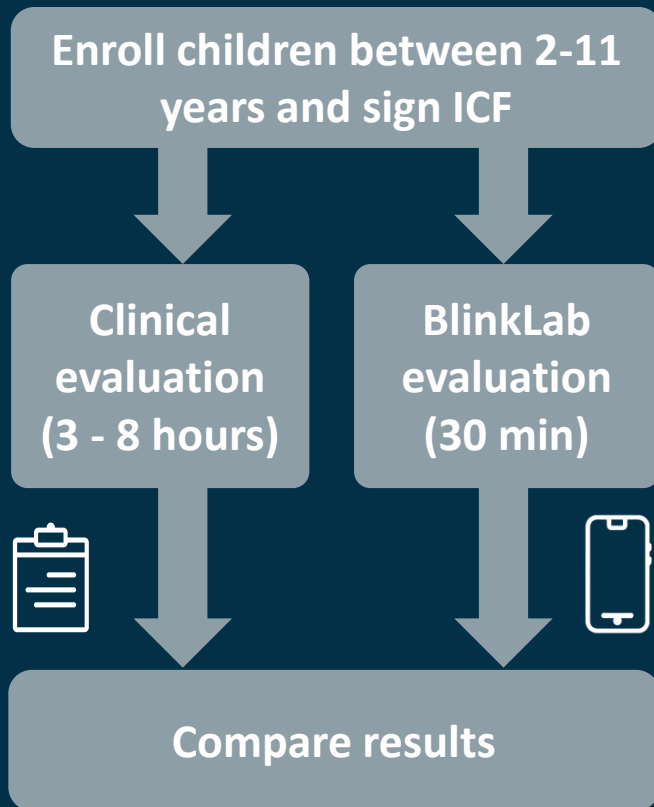 Enroll children between 2-11
years and sign ICF
Clinical
evaluation
(3 - 8 hours)
BlinkLab
evaluation
(30 min)
Compare results